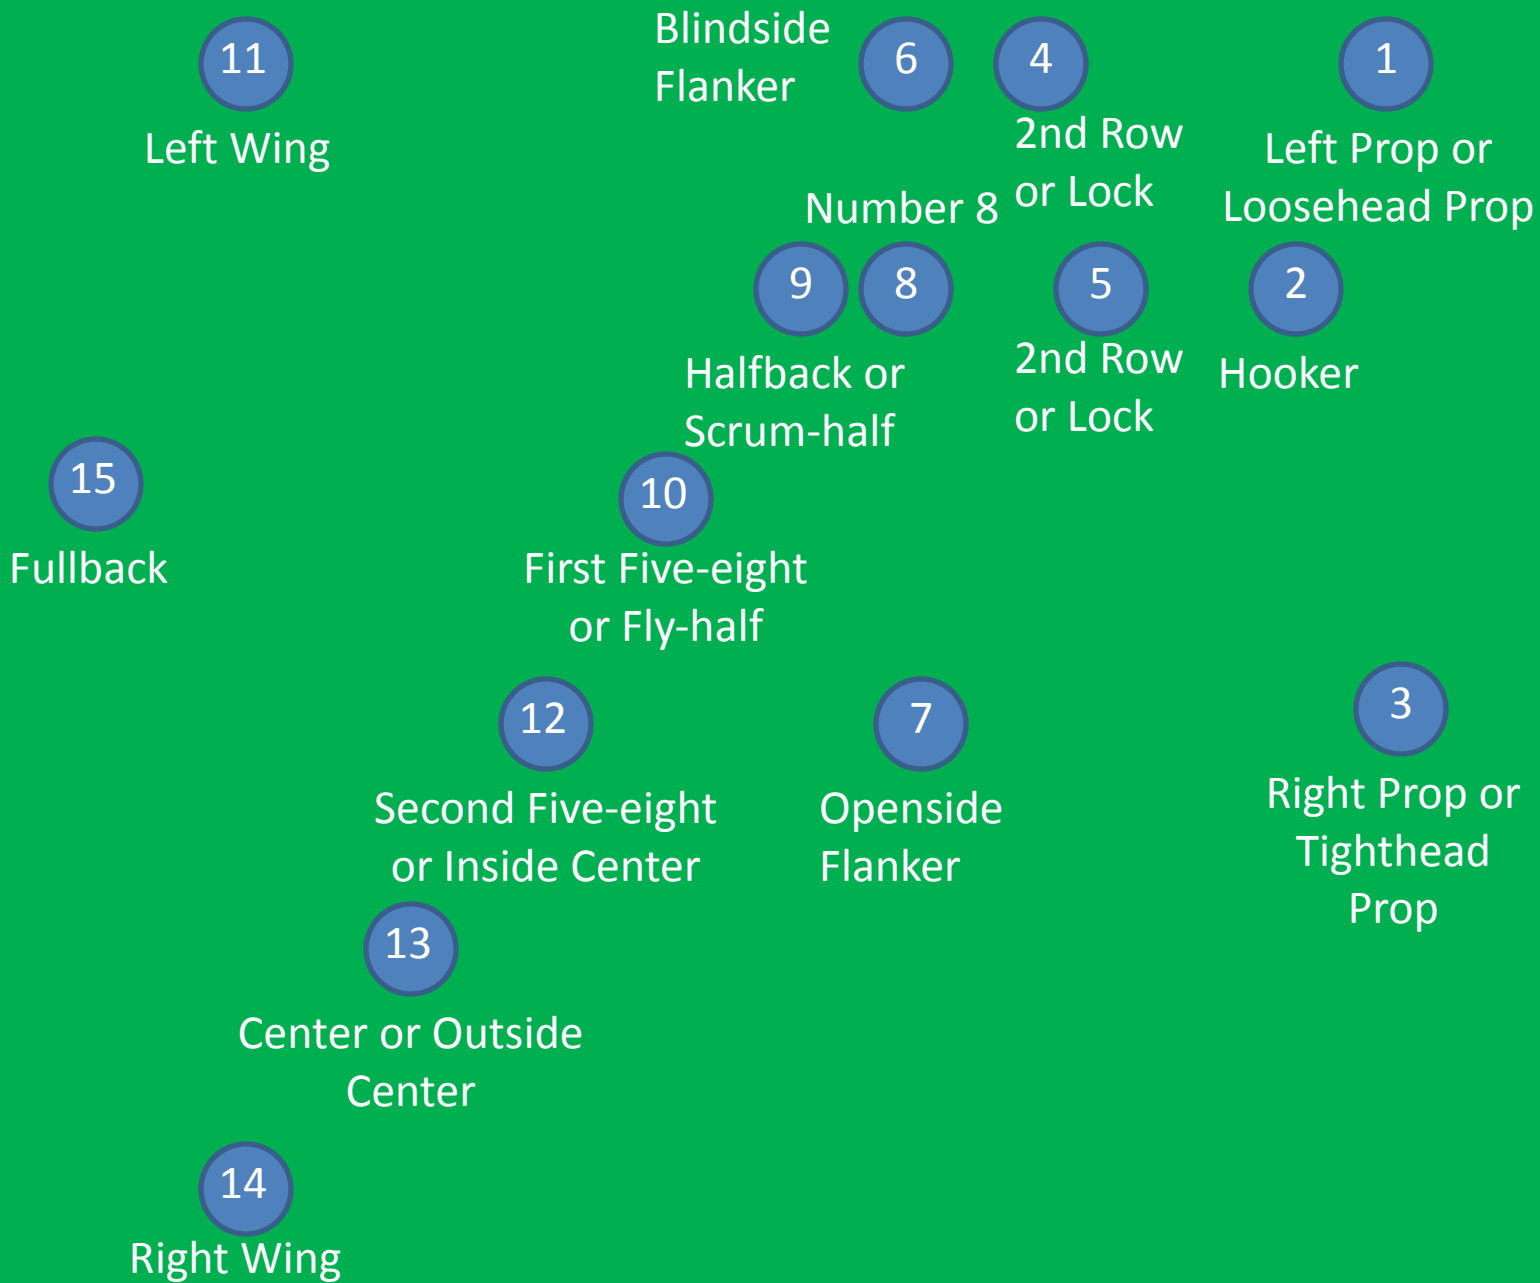 11
Left Wing
Blindside
Flanker
6
4
2nd Row
or Lock
1
Left Prop or
Loosehead Prop
Number 8
9
8
Halfback or
Scrum-half
5
2nd Row
or Lock
2
Hooker
15
Fullback
10
First Five-eight
or Fly-half
12
Second Five-eight
or Inside Center
7
Openside
Flanker
3
Right Prop or
Tighthead
Prop
13
Center or Outside
Center
14
Right Wing